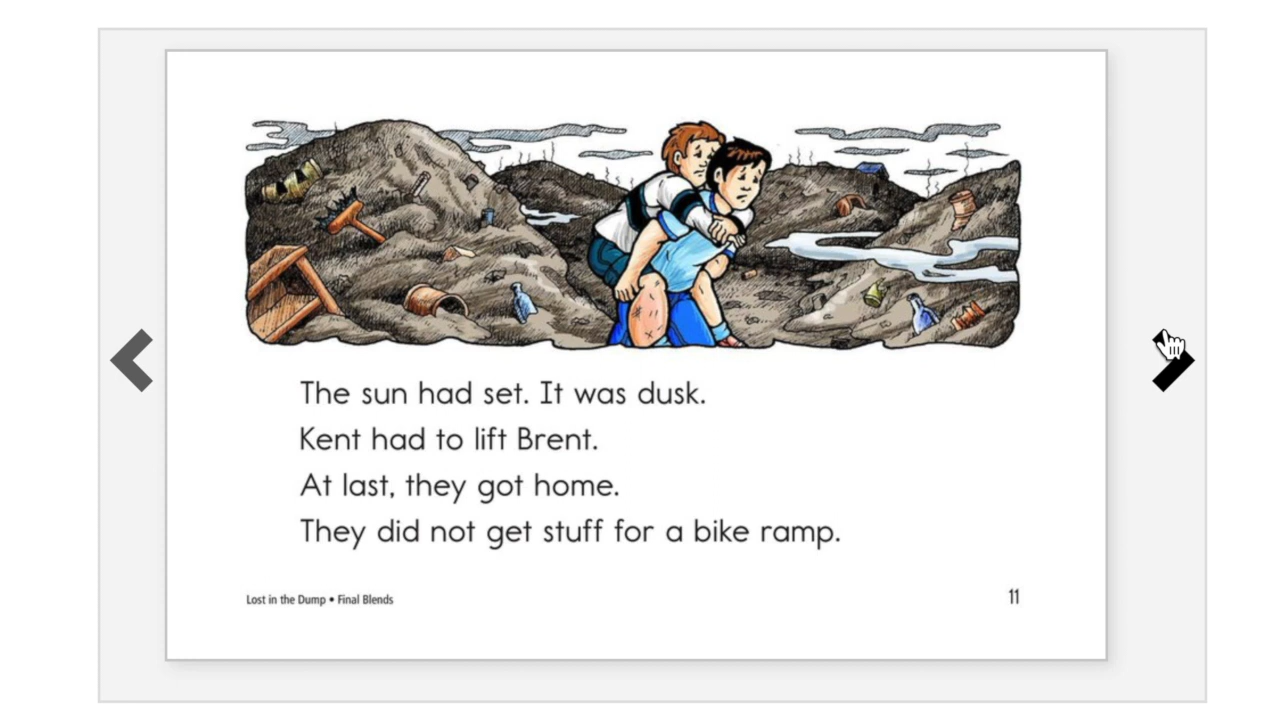 The sun had set. It was dusk.
Kent had to lift Brent.
At last, they got home.
They did not get stuff for a bike ramp.
Lost in the Dump • Final Blends
11